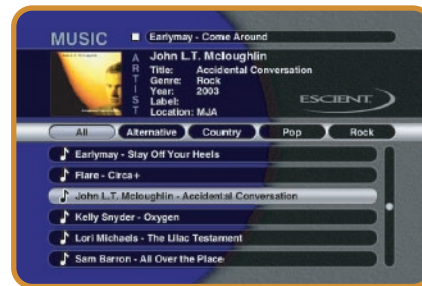 MUSIC
Earlymay - Come Around
ARTIST
John L.T. Mcloughlin
Title: Accidental Conversation
Genre: Rock
Year: 2003
Label:
Location: MJA
ESCIENT
All Alternative Country Pop Rock
Earlymay - Stay Off Your Heels
Flare - Circa+
John L.T. Mcloughlin - Accidental Conversation
Kelly Snyder - Oxygen
Lori Michaels - The Lilac Testament
Sam Barron - All Over the Place